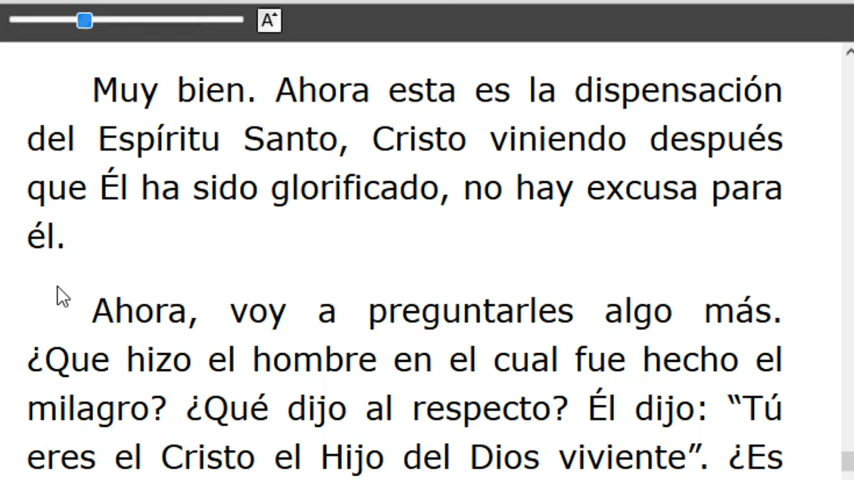 A
Muy bien. Ahora esta es la dispensación
del Espíritu Santo, Cristo viniendo después
que Él ha sido glorificado, no hay excusa para
él.
Ahora, voy a preguntarles algo más.
¿Que hizo el hombre en el cual fue hecho el
milagro? ¿Qué dijo al respecto? Él dijo: “Tú
eres el Cristo el Hijo del Dios viviente”. ¿Es